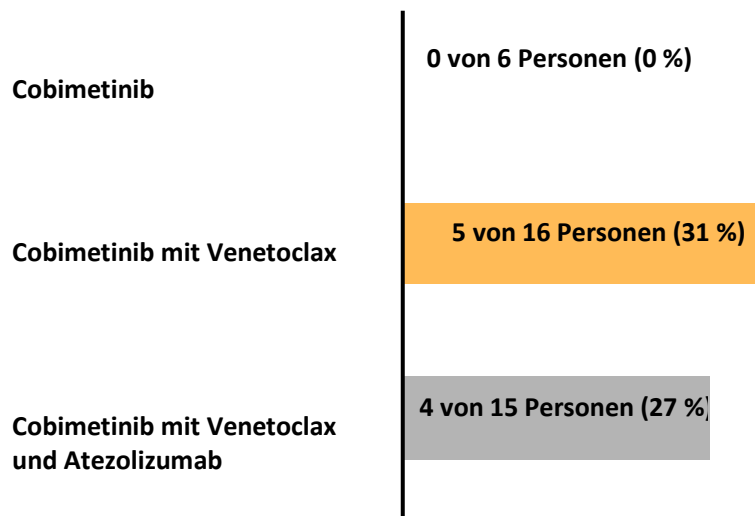 0 von 6 Personen (0 %)
Cobimetinib
5 von 16 Personen (31 %)
Cobimetinib mit Venetoclax
4 von 15 Personen (27 %)
Cobimetinib mit Venetoclax
und Atezolizumab